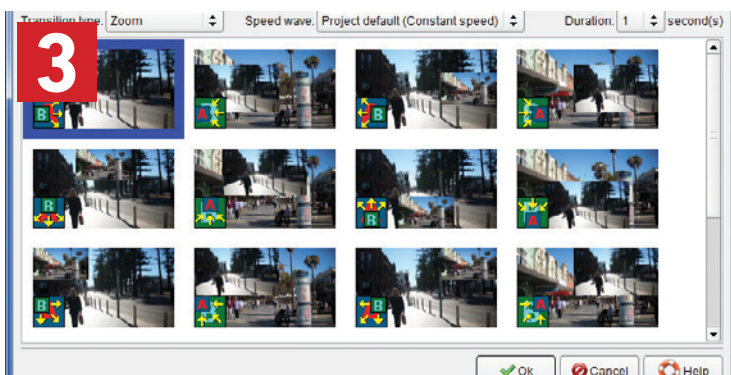 Transition type: Zoom Speed wave: Project default (Constant speed) Duration: 1 second(s)
3
B A B A
B A B A
B A B A
Ok Cancel Help